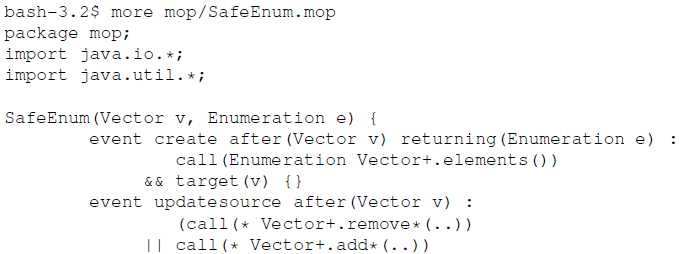 bash-3.2$ more mop/SafeEnum.mop
package mop;
import java.io.*;
import java.util.*;

SafeEnum(Vector v, Enumeration e) {
        event create after(Vector v) returning(Enumeration e) :
                call(Enumeration Vector+.elements())
             && target(v) {}
        event updatesource after(Vector v) :
                (call(* Vector+.remove*(..))
             || call(* Vector+.add*(..))